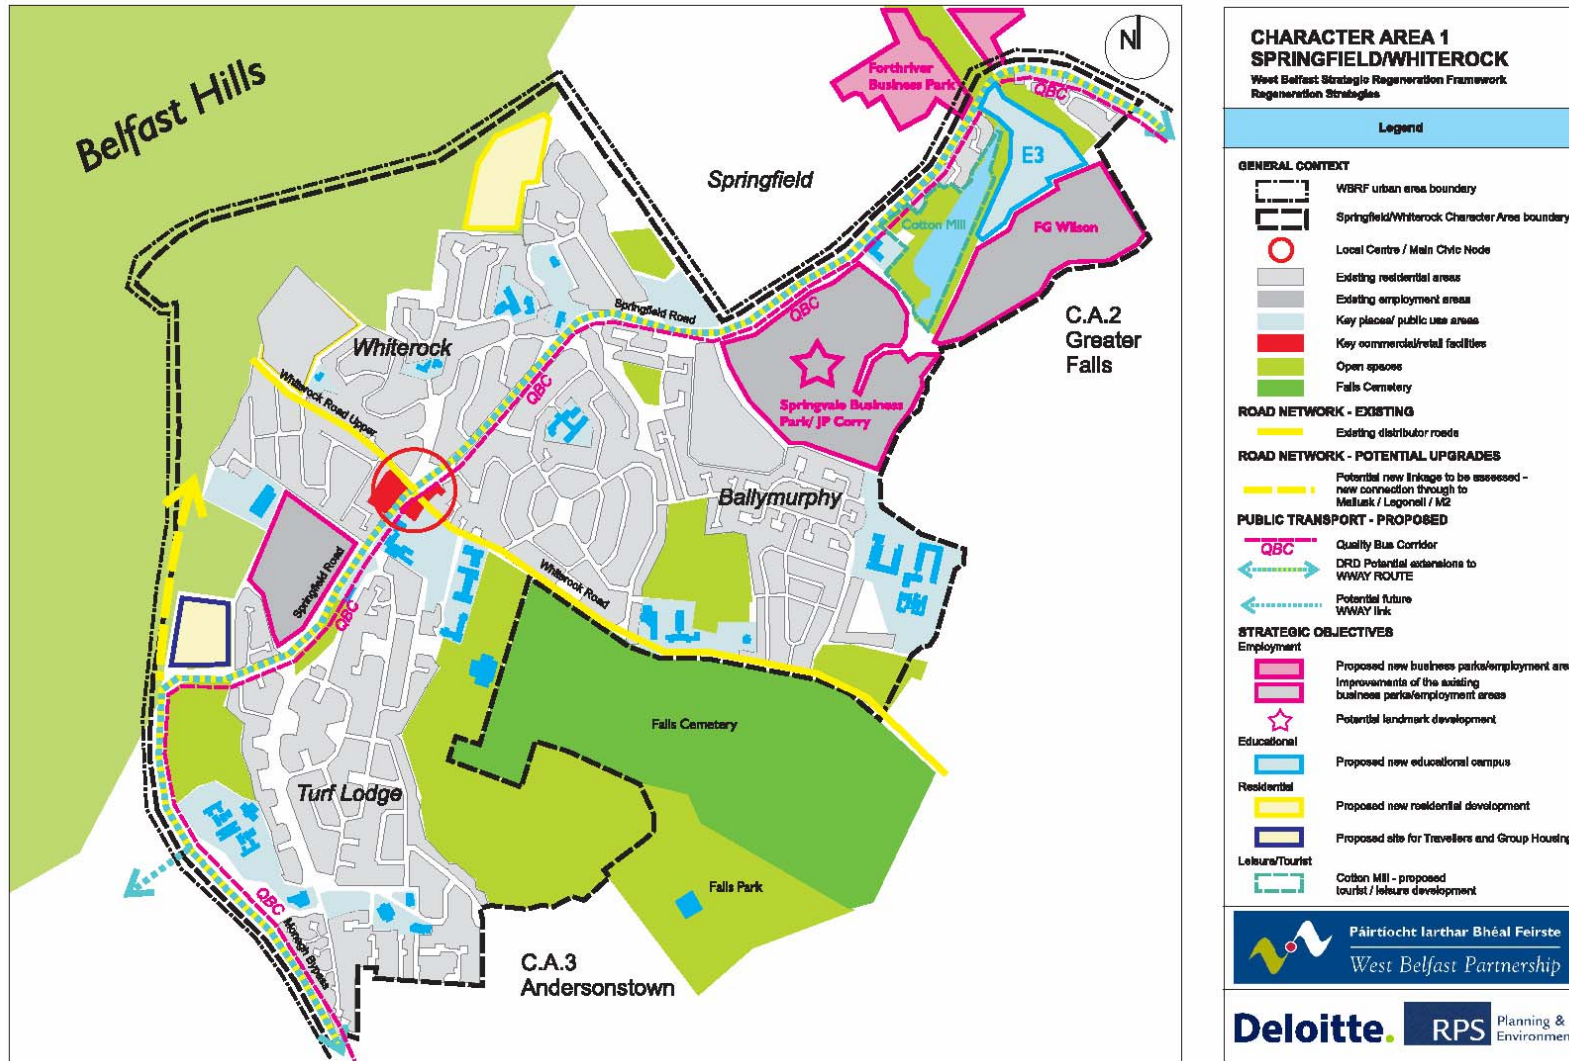 Belfast Hills
N
Forthriver
Business Park
QBC
E3
Springfield
Cotton Mill
FG Wilson
QBC
Springfield Road
C.A.2
Greater
Falls
Whiterock
QBC
Springvale Business
Park/ JP Corry
Whiterock Road Upper
Ballymurphy
Springfield Road
QBC
Whiterock Road
Falls Cemetery
Turf Lodge
Falls Park
QBC
Monagh Bypass
C.A.3
Andersonstown
CHARACTER AREA 1
SPRINGFIELD/WHITEROCK
West Belfast Strategic Regeneration Framework
Regeneration Strategies
Legend
GENERAL CONTEXT
WBRF urban area boundary
Springfield/Whiterock Character Area boundary
Local Centre / Main Civic Node
Existing residential areas
Existing employment areas
Key places/ public use areas
Key commercial/retail facilities
Open spaces
Falls Cemetery
ROAD NETWORK - EXISTING
Existing distributor roads
ROAD NETWORK - POTENTIAL UPGRADES
Potential new linkage to be assessed -
new connection through to
Mallusk / Legoneil / M2
PUBLIC TRANSPORT - PROPOSED
QBC
Quality Bus Corridor
DRD Potential extensions to
WWAY ROUTE
Potential future
WWAY link
STRATEGIC OBJECTIVES
Employment
Proposed new business parks/employment are
Improvements of the existing
business parks/employment areas
Potential landmark development
Educational
Proposed new educational campus
Residential
Proposed new residential development
Proposed site for Travellers and Group Housing
Leisure/Tourist
Cotton Mill - proposed
tourist / leisure development
Páirtíocht Iarthar Bhéal Feirste
West Belfast Partnership
Deloitte.
RPS
Planning &
Environmen